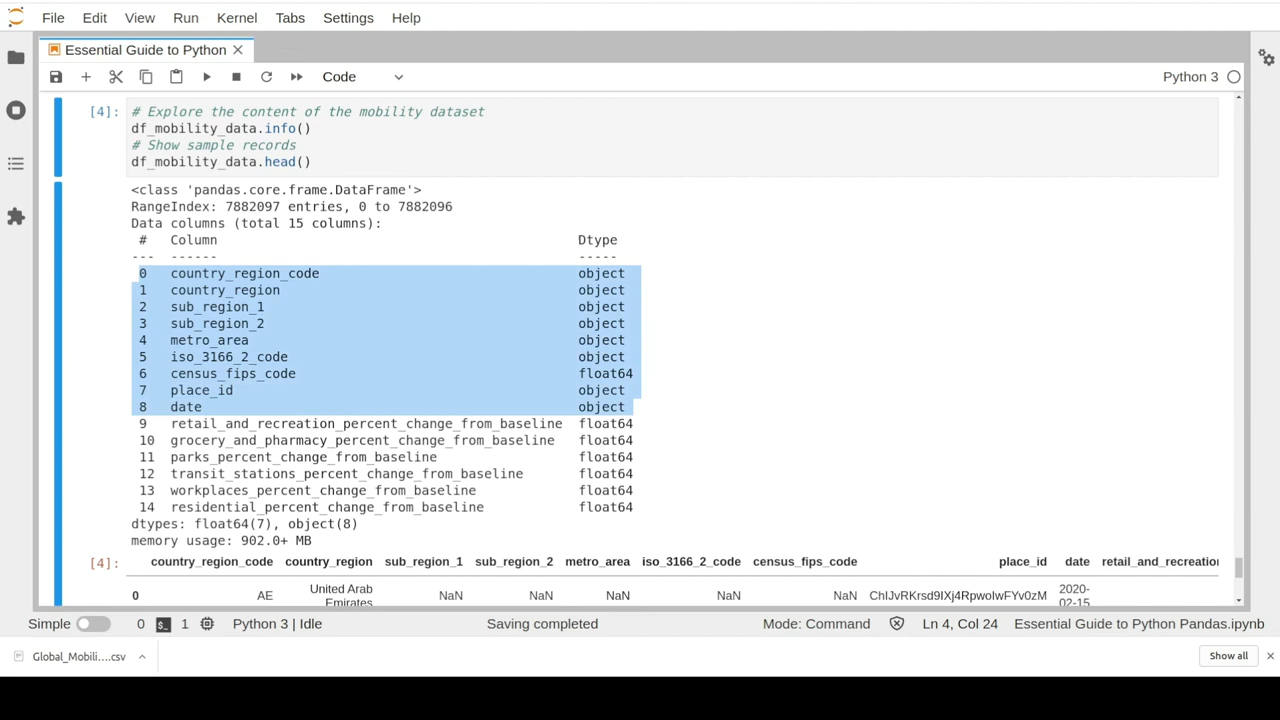 File Edit View Run Kernel Tabs Settings Help
Essential Guide to Python
Code
Python 3
[4]: # Explore the content of the mobility dataset
df_mobility_data.info()
# Show sample records
df_mobility_data.head()
<class 'pandas.core.frame.DataFrame'>
RangeIndex: 7882097 entries, 0 to 7882096
Data columns (total 15 columns):
# Column Dtype
--- ------ -----
0 country_region_code object
1 country_region object
2 sub_region_1 object
3 sub_region_2 object
4 metro_area object
5 iso_3166_2_code object
6 census_fips_code float64
7 place_id object
8 date object
9 retail_and_recreation_percent_change_from_baseline float64
10 grocery_and_pharmacy_percent_change_from_baseline float64
11 parks_percent_change_from_baseline float64
12 transit_stations_percent_change_from_baseline float64
13 workplaces_percent_change_from_baseline float64
14 residential_percent_change_from_baseline float64
dtypes: float64(7), object(8)
memory usage: 902.0+ MB
[4]: country_region_code country_region sub_region_1 sub_region_2 metro_area iso_3166_2_code census_fips_code place_id date retail_and_recreation
0 AE United Arab Emirates NaN NaN NaN NaN NaN ChIJvRKrsd9IXj4RpwoIwFYv0zM 2020-02-15
Simple 0 1 Python 3 | Idle Saving completed Mode: Command Ln 4, Col 24 Essential Guide to Python Pandas.ipynb
Global_Mobili....csv Show all